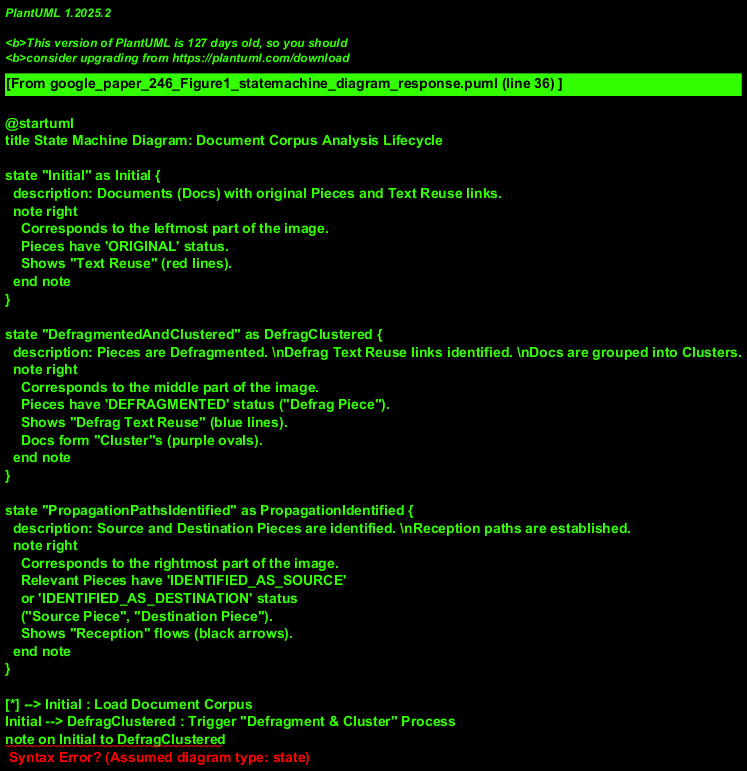 PlantUML 1.2025.2
<b>This version of PlantUML is 127 days old, so you should
<b>consider upgrading from https://plantuml.com/download
[From google_paper_246_Figure1_statemachine_diagram_response.puml (line 36) ]
@startuml
title State Machine Diagram: Document Corpus Analysis Lifecycle
state "Initial" as Initial {
description: Documents (Docs) with original Pieces and Text Reuse links.
note right
Corresponds to the leftmost part of the image.
Pieces have 'ORIGINAL' status.
Shows "Text Reuse" (red lines).
end note
}
state "DefragmentedAndClustered" as DefragClustered {
description: Pieces are Defragmented. \nDefrag Text Reuse links identified. \nDocs are grouped into Clusters.
note right
Corresponds to the middle part of the image.
Pieces have 'DEFRAGMENTED' status ("Defrag Piece").
Shows "Defrag Text Reuse" (blue lines).
Docs form "Cluster"s (purple ovals).
end note
}
state "PropagationPathsIdentified" as PropagationIdentified {
description: Source and Destination Pieces are identified. \nReception paths are established.
note right
Corresponds to the rightmost part of the image.
Relevant Pieces have 'IDENTIFIED_AS_SOURCE'
or 'IDENTIFIED_AS_DESTINATION' status
("Source Piece", "Destination Piece").
Shows "Reception" flows (black arrows).
end note
}
[*] --> Initial : Load Document Corpus
Initial --> DefragClustered : Trigger "Defragment & Cluster" Process
note on Initial to DefragClustered
Syntax Error? (Assumed diagram type: state)